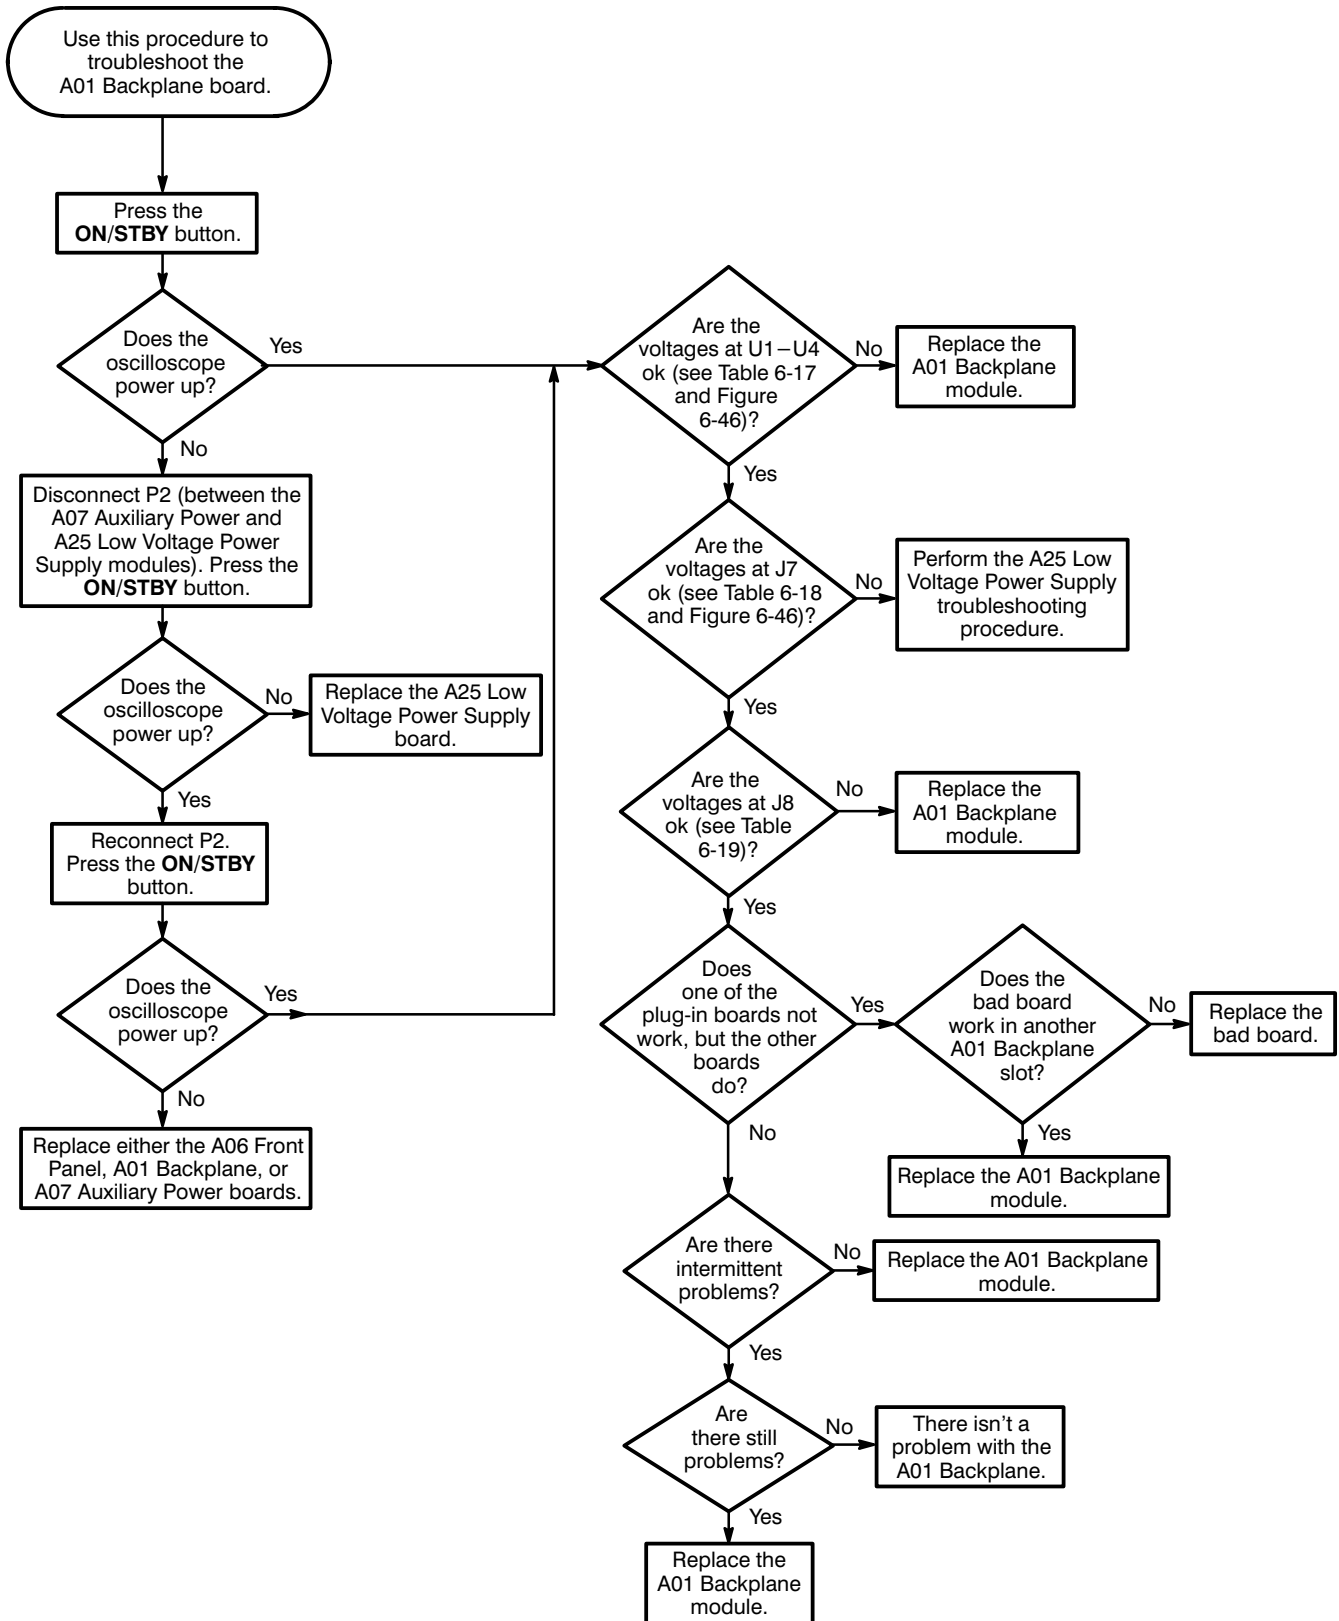 Use this procedure to
troubleshoot the
A01 Backplane board.
Press the
ON/STBY button.
Does the
oscilloscope
power up?
Yes
No
Disconnect P2 (between the
A07 Auxiliary Power and
A25 Low Voltage Power
Supply modules). Press the
ON/STBY button.
Does the
oscilloscope
power up?
No
Replace the A25 Low
Voltage Power Supply
board.
Yes
Reconnect P2.
Press the ON/STBY
button.
Does the
oscilloscope
power up?
Yes
No
Replace either the A06 Front
Panel, A01 Backplane, or
A07 Auxiliary Power boards.
Are the
voltages at U1–U4
ok (see Table 6-17
and Figure
6-46)?
No
Replace the
A01 Backplane
module.
Yes
Are the
voltages at J7
ok (see Table 6-18
and Figure 6-46)?
No
Perform the A25 Low
Voltage Power Supply
troubleshooting
procedure.
Yes
Are the
voltages at J8
ok (see Table
6-19)?
No
Replace the
A01 Backplane
module.
Yes
Does
one of the
plug-in boards not
work, but the other
boards
do?
Yes
Does the
bad board
work in another
A01 Backplane
slot?
No
Replace the
bad board.
Yes
Replace the A01 Backplane
module.
No
Are there
intermittent
problems?
No
Replace the A01 Backplane
module.
Yes
Are
there still
problems?
No
There isn't a
problem with the
A01 Backplane.
Yes
Replace the
A01 Backplane
module.